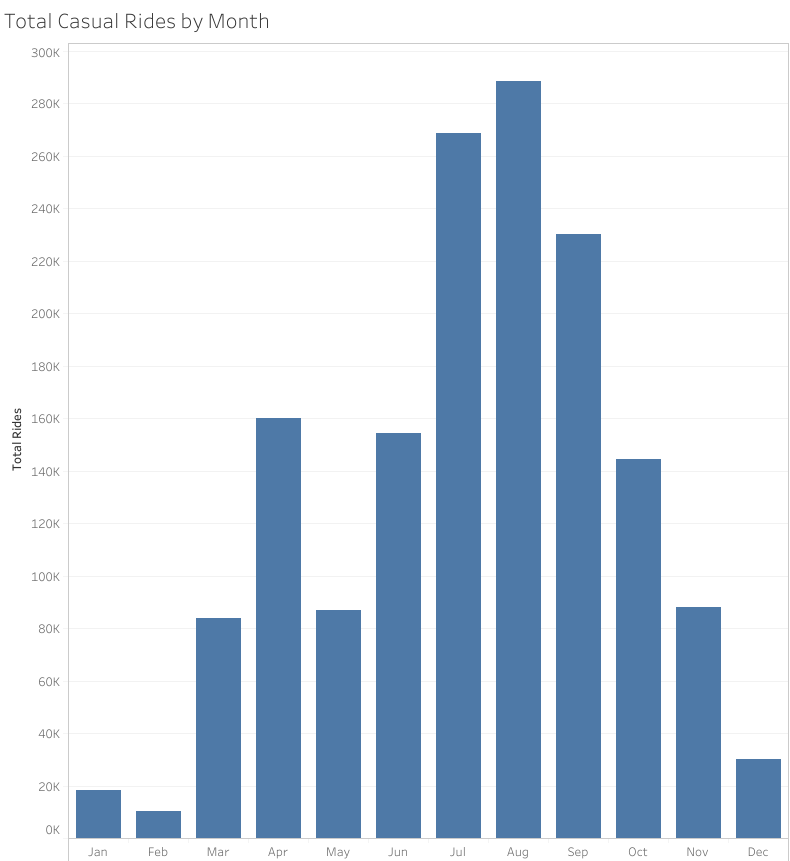 Total Casual Rides by Month
300K
280K
260K
240K
220K
200K
180K
160K
140K
120K
100K
80K
60K
40K
20K
0K
Total Rides
Jan Feb Mar Apr May Jun Jul Aug Sep Oct Nov Dec